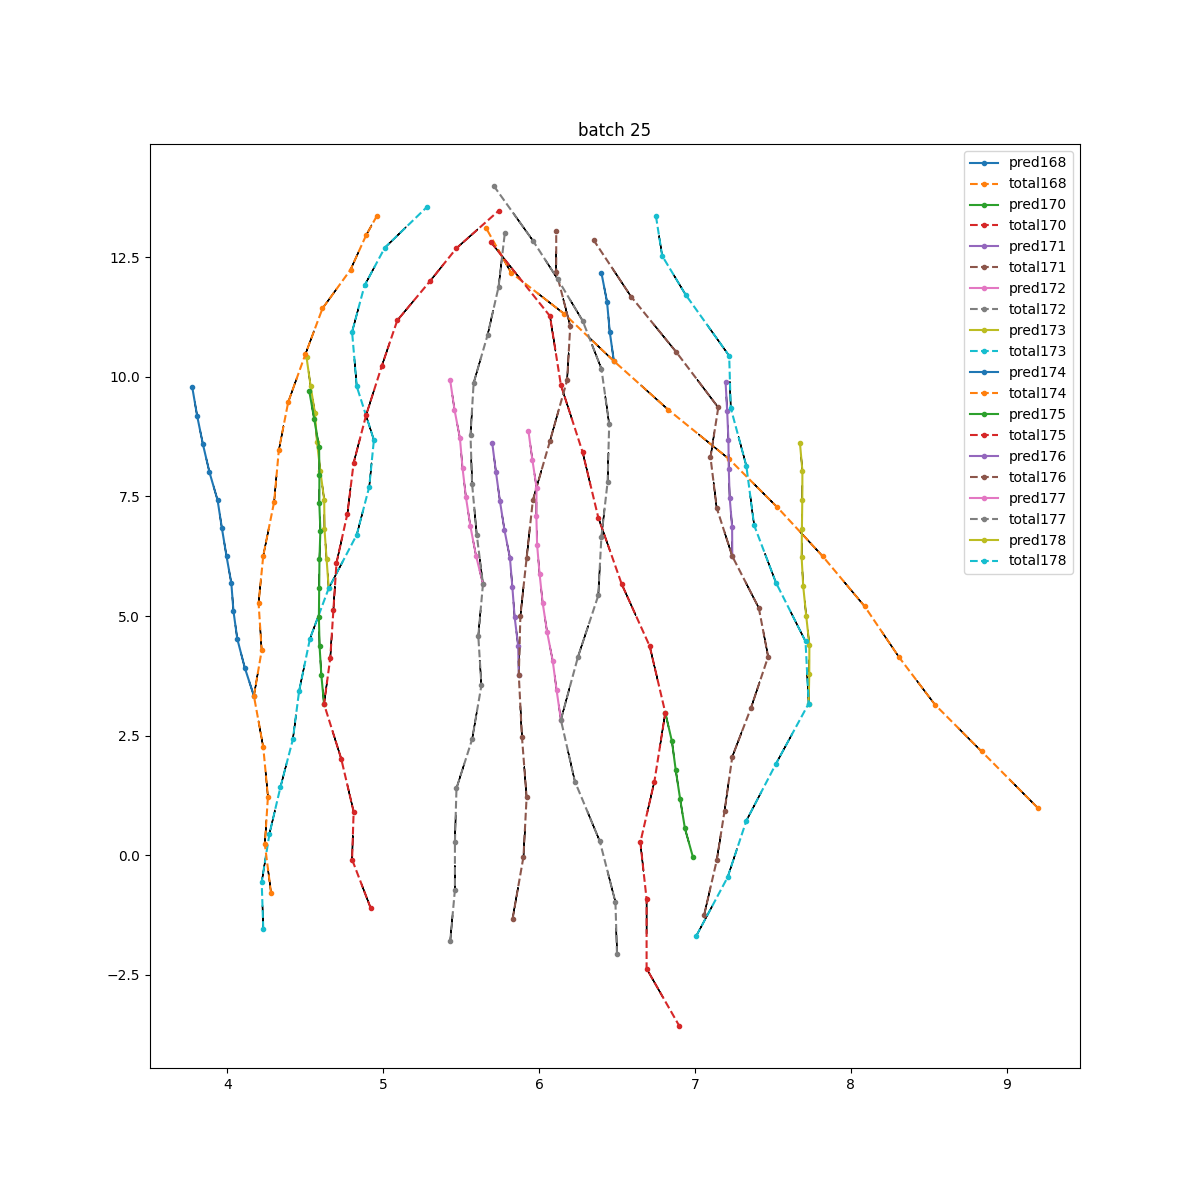 batch 25
pred168
total168
pred170
total170
pred171
total171
pred172
total172
pred173
total173
pred174
total174
pred175
total175
pred176
total176
pred177
total177
pred178
total178
12.5
10.0
7.5
5.0
2.5
0.0
−2.5
4 5 6 7 8 9